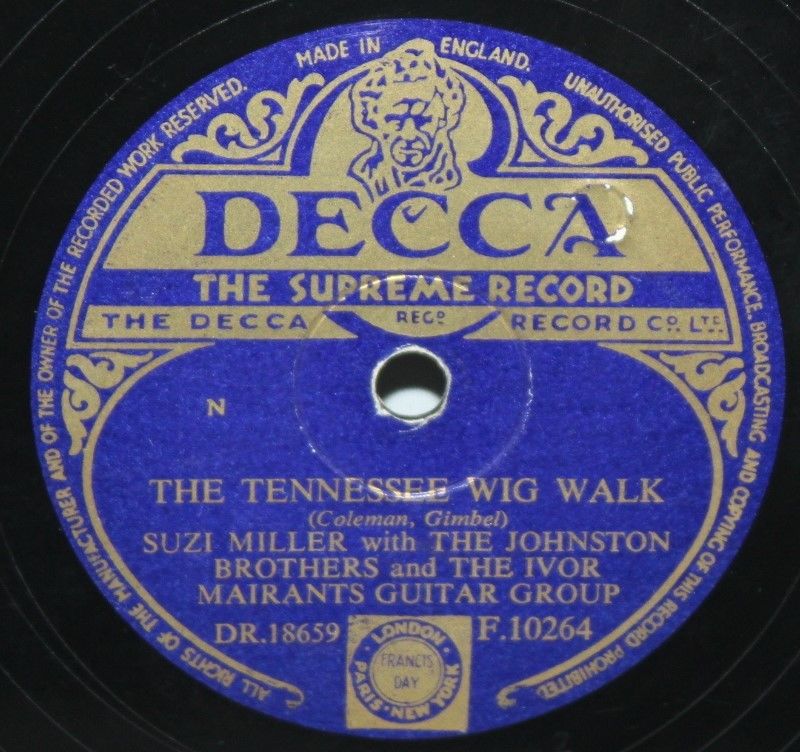 MADE IN ENGLAND.
ALL RIGHTS OF THE MANUFACTURER AND OF THE OWNER OF THE RECORDED WORK RESERVED.
UNAUTHORISED PUBLIC PERFORMANCE, BROADCASTING AND COPYING OF THIS RECORD PROHIBITED
DECCA
THE SUPREME RECORD
THE DECCA REGD RECORD CO. LTD.
N
THE TENNESSEE WIG WALK
(Coleman, Gimbel)
SUZI MILLER with THE JOHNSTON
BROTHERS and THE IVOR
MAIRANTS GUITAR GROUP
DR.18659 F.10264
LONDON · PARIS · NEW YORK
FRANCIS
DAY